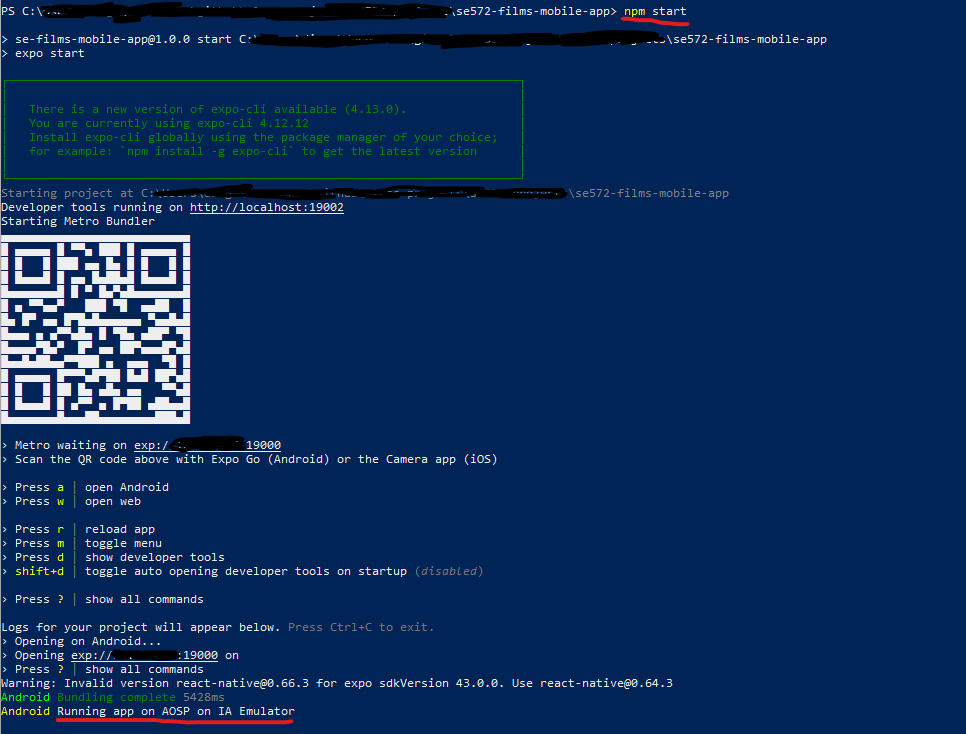 PS C:\ \se572-films-mobile-app> npm start
> se-films-mobile-app@1.0.0 start C:\ \se572-films-mobile-app
> expo start
There is a new version of expo-cli available (4.13.0).
You are currently using expo-cli 4.12.12
Install expo-cli globally using the package manager of your choice;
for example: `npm install -g expo-cli` to get the latest version
Starting project at C:\ \se572-films-mobile-app
Developer tools running on http://localhost:19002
Starting Metro Bundler
› Metro waiting on exp:/ 19000
› Scan the QR code above with Expo Go (Android) or the Camera app (iOS)
› Press a │ open Android
› Press w │ open web
› Press r │ reload app
› Press m │ toggle menu
› Press d │ show developer tools
› shift+d │ toggle auto opening developer tools on startup (disabled)
› Press ? │ show all commands
Logs for your project will appear below. Press Ctrl+C to exit.
› Opening on Android...
› Opening exp:// :19000 on
› Press ? │ show all commands
Warning: Invalid version react-native@0.66.3 for expo sdkVersion 43.0.0. Use react-native@0.64.3
Android Bundling complete 5428ms
Android Running app on AOSP on IA Emulator